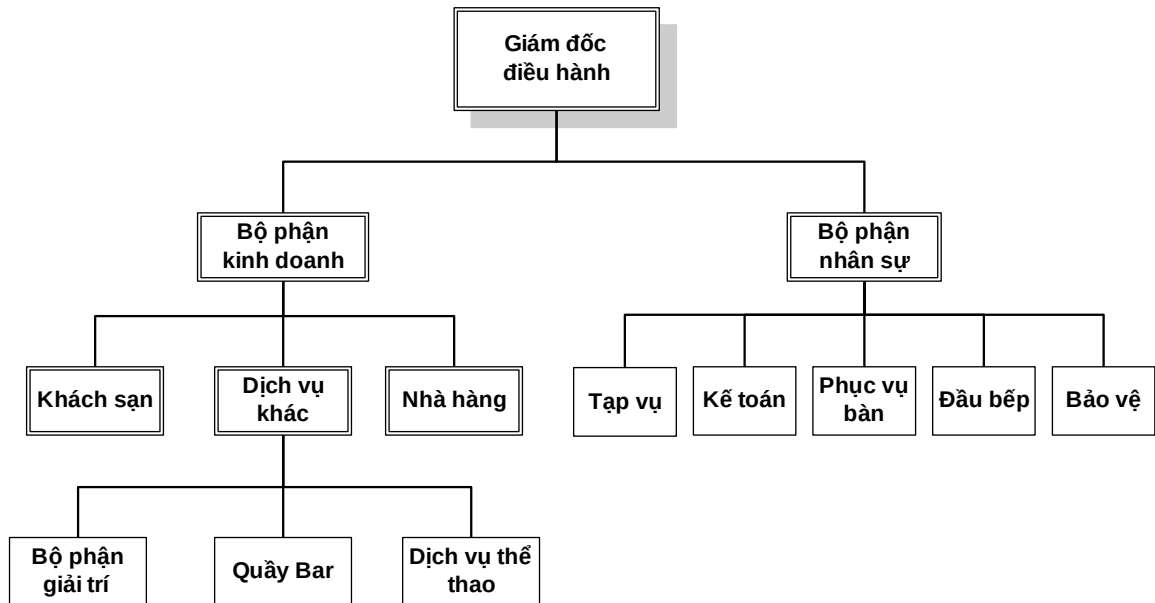 Giám đốc
điều hành
Bộ phận
kinh doanh
Bộ phận
nhân sự
Khách sạn
Dịch vụ
khác
Nhà hàng
Tạp vụ
Kế toán
Phục vụ
bàn
Đầu bếp
Bảo vệ
Bộ phận
giải trí
Quầy Bar
Dịch vụ thể
thao